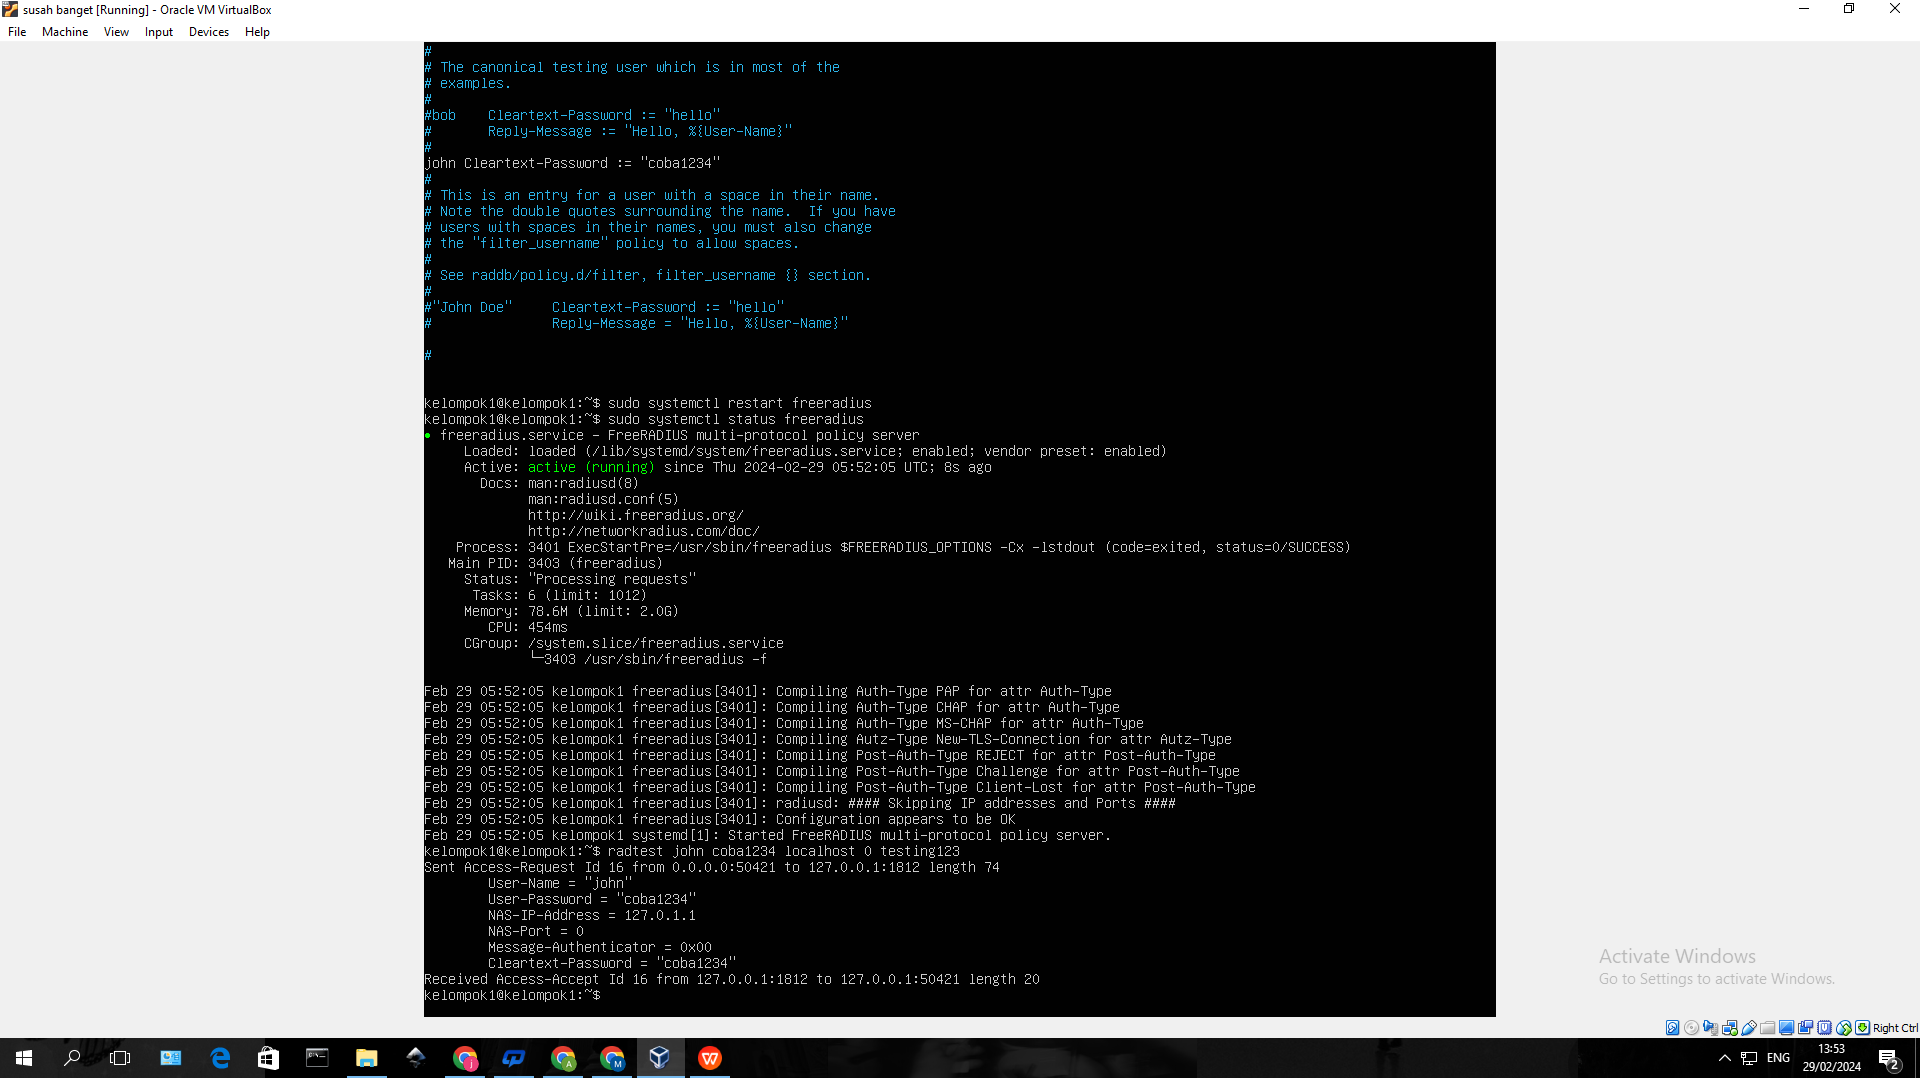 susah banget [Running] - Oracle VM VirtualBox
File Machine View Input Devices Help
#
# The canonical testing user which is in most of the
# examples.
#
#bob    Cleartext-Password := "hello"
#       Reply-Message := "Hello, %{User-Name}"
#
john Cleartext-Password := "coba1234"
#
# This is an entry for a user with a space in their name.
# Note the double quotes surrounding the name.  If you have
# users with spaces in their names, you must also change
# the "filter_username" policy to allow spaces.
#
# See raddb/policy.d/filter, filter_username {} section.
#
#"John Doe"     Cleartext-Password := "hello"
#               Reply-Message = "Hello, %{User-Name}"
#
kelompok1@kelompok1:~$ sudo systemctl restart freeradius
kelompok1@kelompok1:~$ sudo systemctl status freeradius
● freeradius.service - FreeRADIUS multi-protocol policy server
     Loaded: loaded (/lib/systemd/system/freeradius.service; enabled; vendor preset: enabled)
     Active: active (running) since Thu 2024-02-29 05:52:05 UTC; 8s ago
       Docs: man:radiusd(8)
             man:radiusd.conf(5)
             http://wiki.freeradius.org/
             http://networkradius.com/doc/
    Process: 3401 ExecStartPre=/usr/sbin/freeradius $FREERADIUS_OPTIONS -Cx -lstdout (code=exited, status=0/SUCCESS)
   Main PID: 3403 (freeradius)
     Status: "Processing requests"
      Tasks: 6 (limit: 1012)
     Memory: 78.6M (limit: 2.0G)
        CPU: 454ms
     CGroup: /system.slice/freeradius.service
             └─3403 /usr/sbin/freeradius -f
Feb 29 05:52:05 kelompok1 freeradius[3401]: Compiling Auth-Type PAP for attr Auth-Type
Feb 29 05:52:05 kelompok1 freeradius[3401]: Compiling Auth-Type CHAP for attr Auth-Type
Feb 29 05:52:05 kelompok1 freeradius[3401]: Compiling Auth-Type MS-CHAP for attr Auth-Type
Feb 29 05:52:05 kelompok1 freeradius[3401]: Compiling Autz-Type New-TLS-Connection for attr Autz-Type
Feb 29 05:52:05 kelompok1 freeradius[3401]: Compiling Post-Auth-Type REJECT for attr Post-Auth-Type
Feb 29 05:52:05 kelompok1 freeradius[3401]: Compiling Post-Auth-Type Challenge for attr Post-Auth-Type
Feb 29 05:52:05 kelompok1 freeradius[3401]: Compiling Post-Auth-Type Client-Lost for attr Post-Auth-Type
Feb 29 05:52:05 kelompok1 freeradius[3401]: radiusd: #### Skipping IP addresses and Ports ####
Feb 29 05:52:05 kelompok1 freeradius[3401]: Configuration appears to be OK
Feb 29 05:52:05 kelompok1 systemd[1]: Started FreeRADIUS multi-protocol policy server.
kelompok1@kelompok1:~$ radtest john coba1234 localhost 0 testing123
Sent Access-Request Id 16 from 0.0.0.0:50421 to 127.0.0.1:1812 length 74
        User-Name = "john"
        User-Password = "coba1234"
        NAS-IP-Address = 127.0.1.1
        NAS-Port = 0
        Message-Authenticator = 0x00
        Cleartext-Password = "coba1234"
Received Access-Accept Id 16 from 127.0.0.1:1812 to 127.0.0.1:50421 length 20
kelompok1@kelompok1:~$
Activate Windows
Go to Settings to activate Windows.
Right Ctrl
ENG
13:53
29/02/2024
2